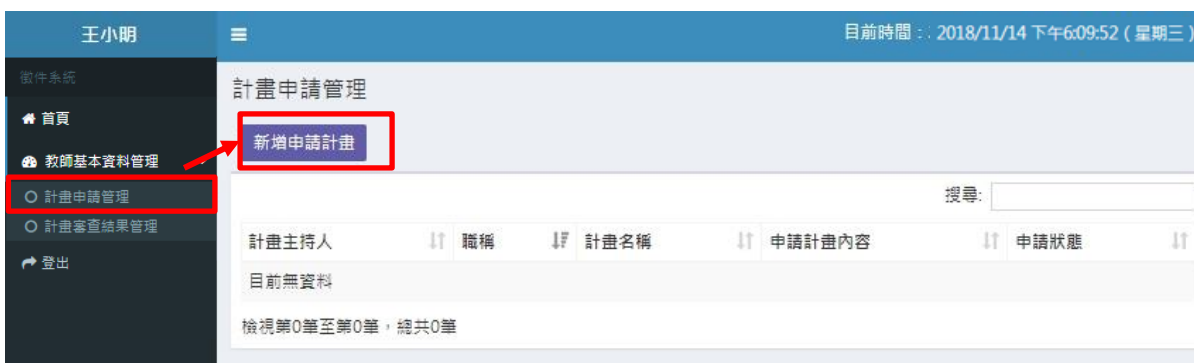 王小明
目前時間：: 2018/11/14 下午6:09:52 ( 星期三 )
徵件系統
計畫申請管理
首頁
新增申請計畫
教師基本資料管理
計畫申請管理
搜尋:
計畫審查結果管理
計畫主持人 職稱 計畫名稱 申請計畫內容 申請狀態
登出
目前無資料
檢視第0筆至第0筆，總共0筆